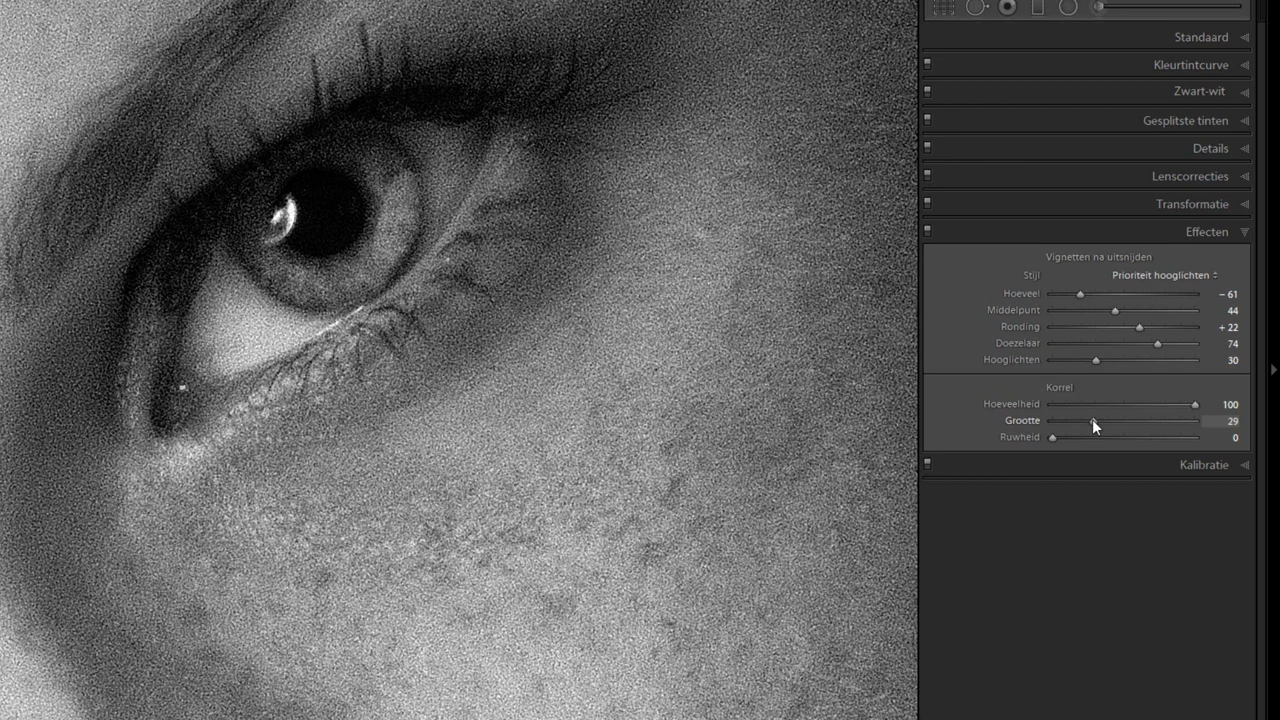 Standaard
Kleurtintcurve
Zwart-wit
Gesplitste tinten
Details
Lenscorrecties
Transformatie
Effecten
Vignetten na uitsnijden
Stijl Prioriteit hooglichten
Hoeveel − 61
Middelpunt 44
Ronding + 22
Doezelaar 74
Hooglichten 30
Korrel
Hoeveelheid 100
Grootte 29
Ruwheid 0
Kalibratie